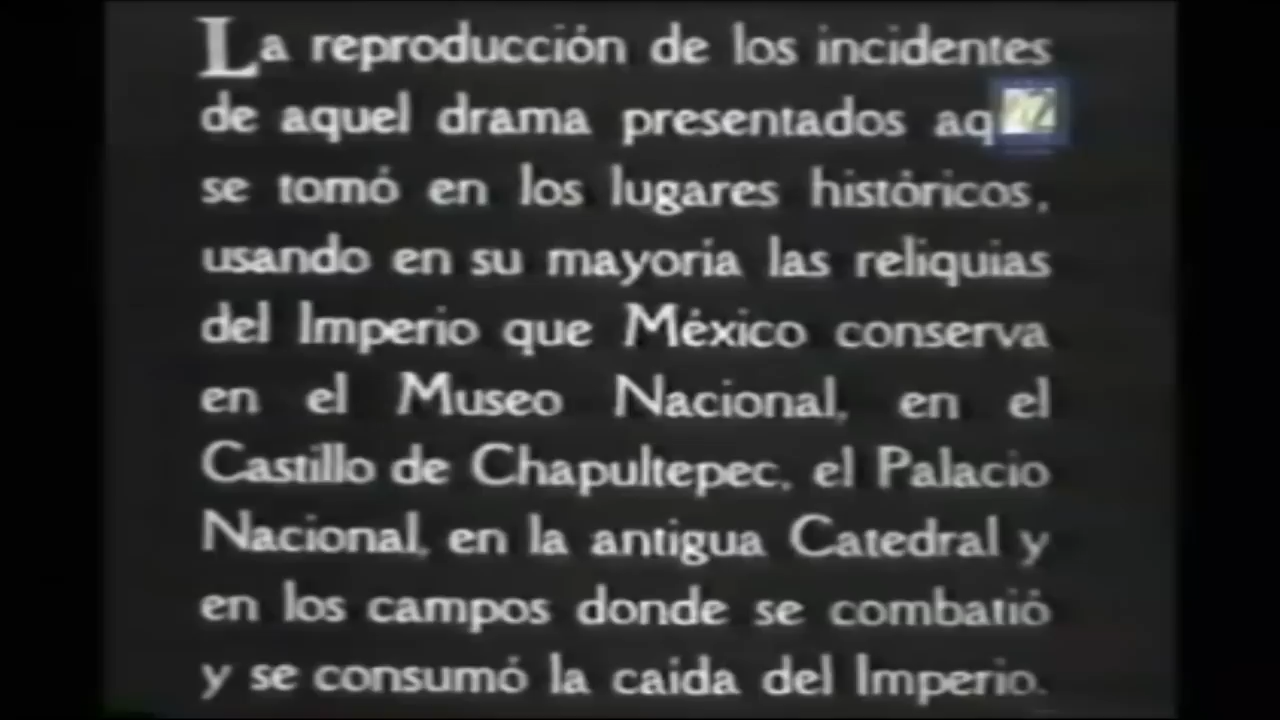 La reproducción de los incidentes
de aquel drama presentados aq
se tomó en los lugares históricos,
usando en su mayoria las reliquias
del Imperio que México conserva
en el Museo Nacional, en el
Castillo de Chapultepec, el Palacio
Nacional, en la antigua Catedral y
en los campos donde se combatió
y se consumó la caida del Imperio.